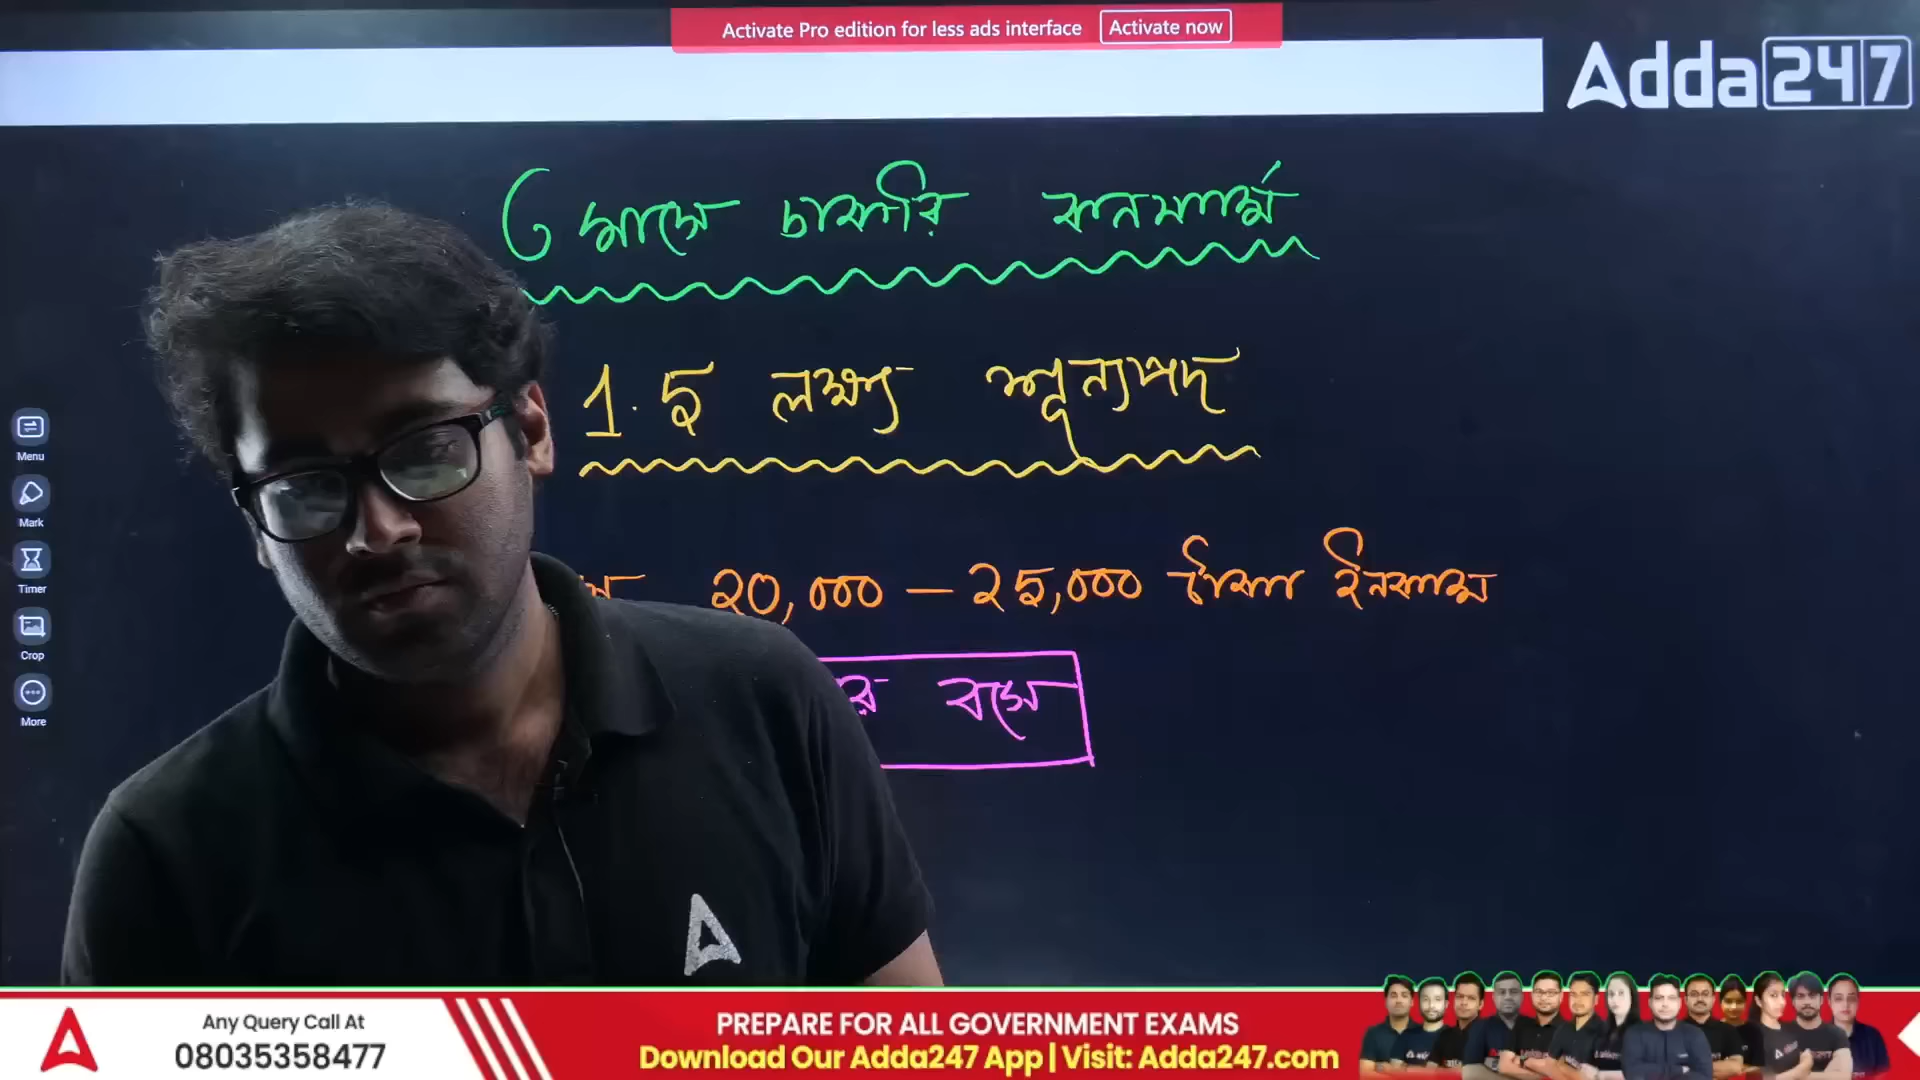 Activate Pro edition for less ads interface Activate now
Adda247
৩ মাসে চাকরি কনফার্ম
1.5 লক্ষ্য শূন্যপদ
20,000 – 25,000 টাকা ইনকাম
বসে
Menu
Mark
Timer
Crop
More
Any Query Call At
08035358477
PREPARE FOR ALL GOVERNMENT EXAMS
Download Our Adda247 App | Visit: Adda247.com